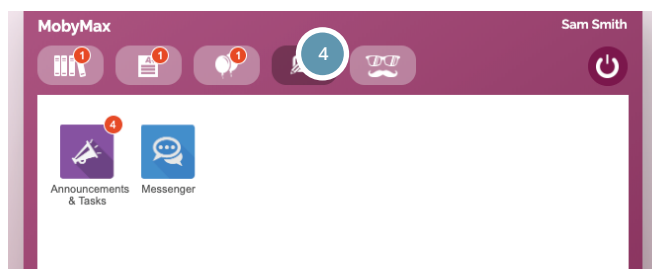 MobyMax
Sam Smith
1
A+
1
1
4
4
Announcements
& Tasks
Messenger